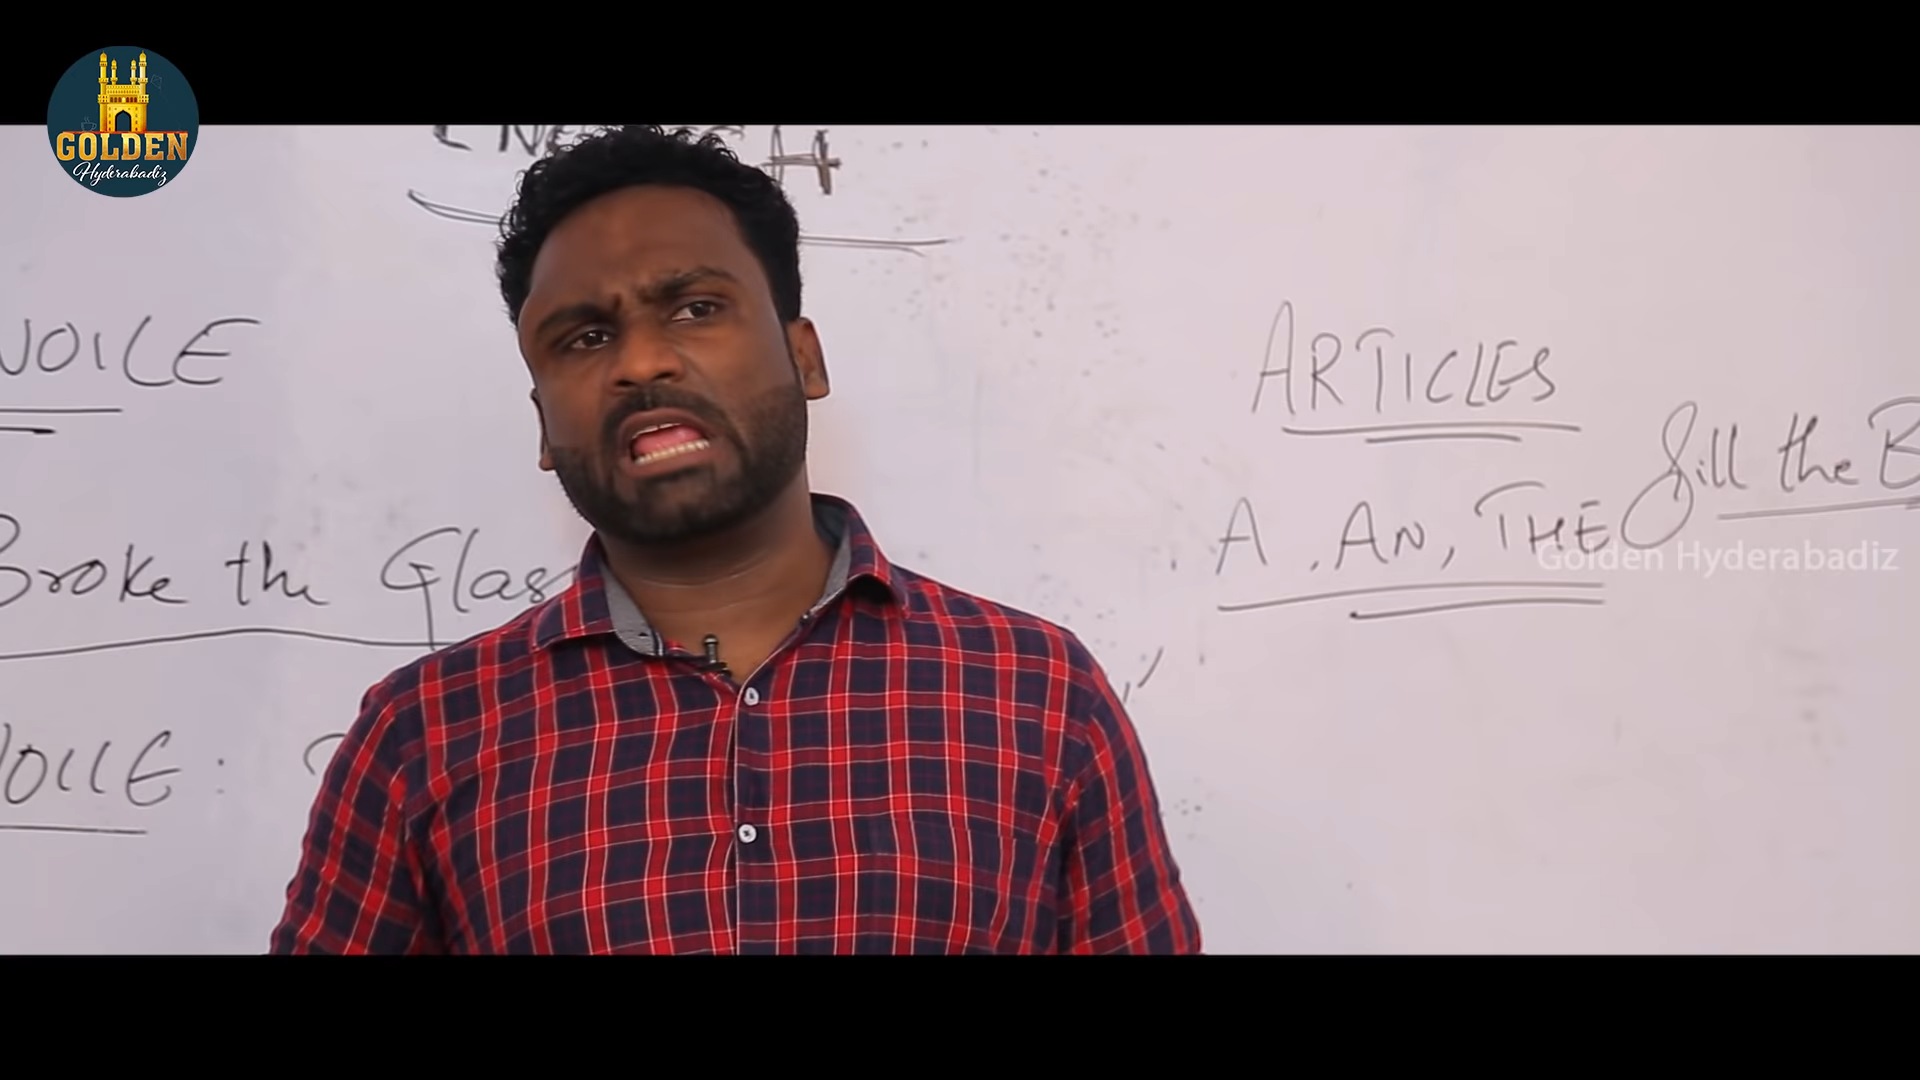 GOLDEN
Hyderabadiz
VOICE
ARTICLES
fill the B
A, AN, THE
Golden Hyderabadiz
Broke the Glas
VOICE: